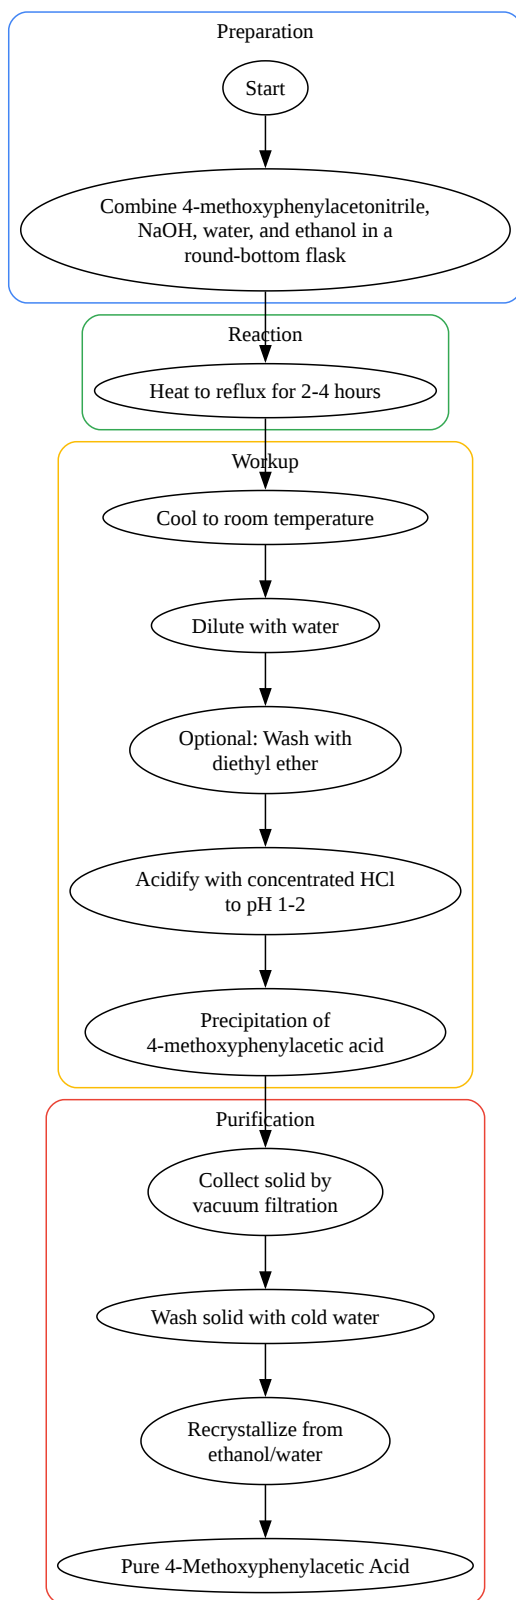 Preparation
Start
Combine 4-methoxyphenylacetonitrile,
NaOH, water, and ethanol in a
round-bottom flask
Reaction
Heat to reflux for 2-4 hours
Workup
Cool to room temperature
Dilute with water
Optional: Wash with
diethyl ether
Acidify with concentrated HCl
to pH 1-2
Precipitation of
4-methoxyphenylacetic acid
Purification
Collect solid by
vacuum filtration
Wash solid with cold water
Recrystallize from
ethanol/water
Pure 4-Methoxyphenylacetic Acid